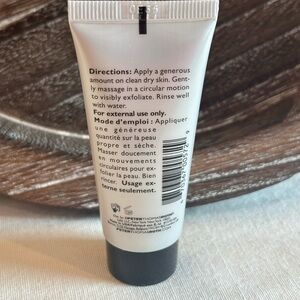 Directions: Apply a generous
amount on clean dry skin. Gent-
ly massage in a circular motion
to visibly exfoliate. Rinse well
with water.
For external use only.
Mode d'emploi : Appliquer
une généreuse
quantité sur la peau
propre et sèche.
Masser doucement
en mouvements
circulaires pour ex-
folier la peau. Bien
rincer. Usage ex-
terne seulement.
PETERTHOMASROTH